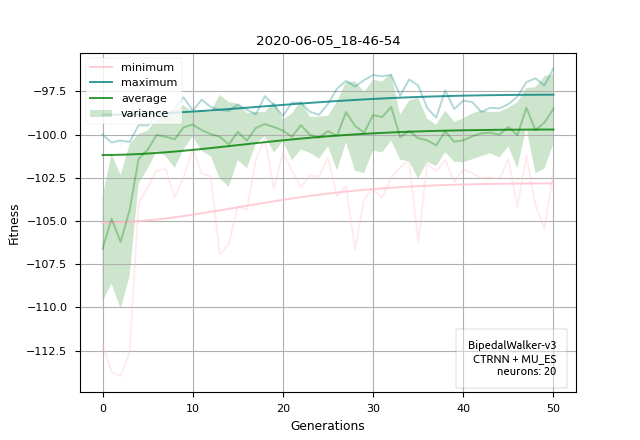 2020-06-05_18-46-54
minimum
maximum
average
variance
−97.5
−100.0
−102.5
−105.0
−107.5
−110.0
−112.5
Fitness
BipedalWalker-v3
CTRNN + MU_ES
neurons: 20
0 10 20 30 40 50
Generations